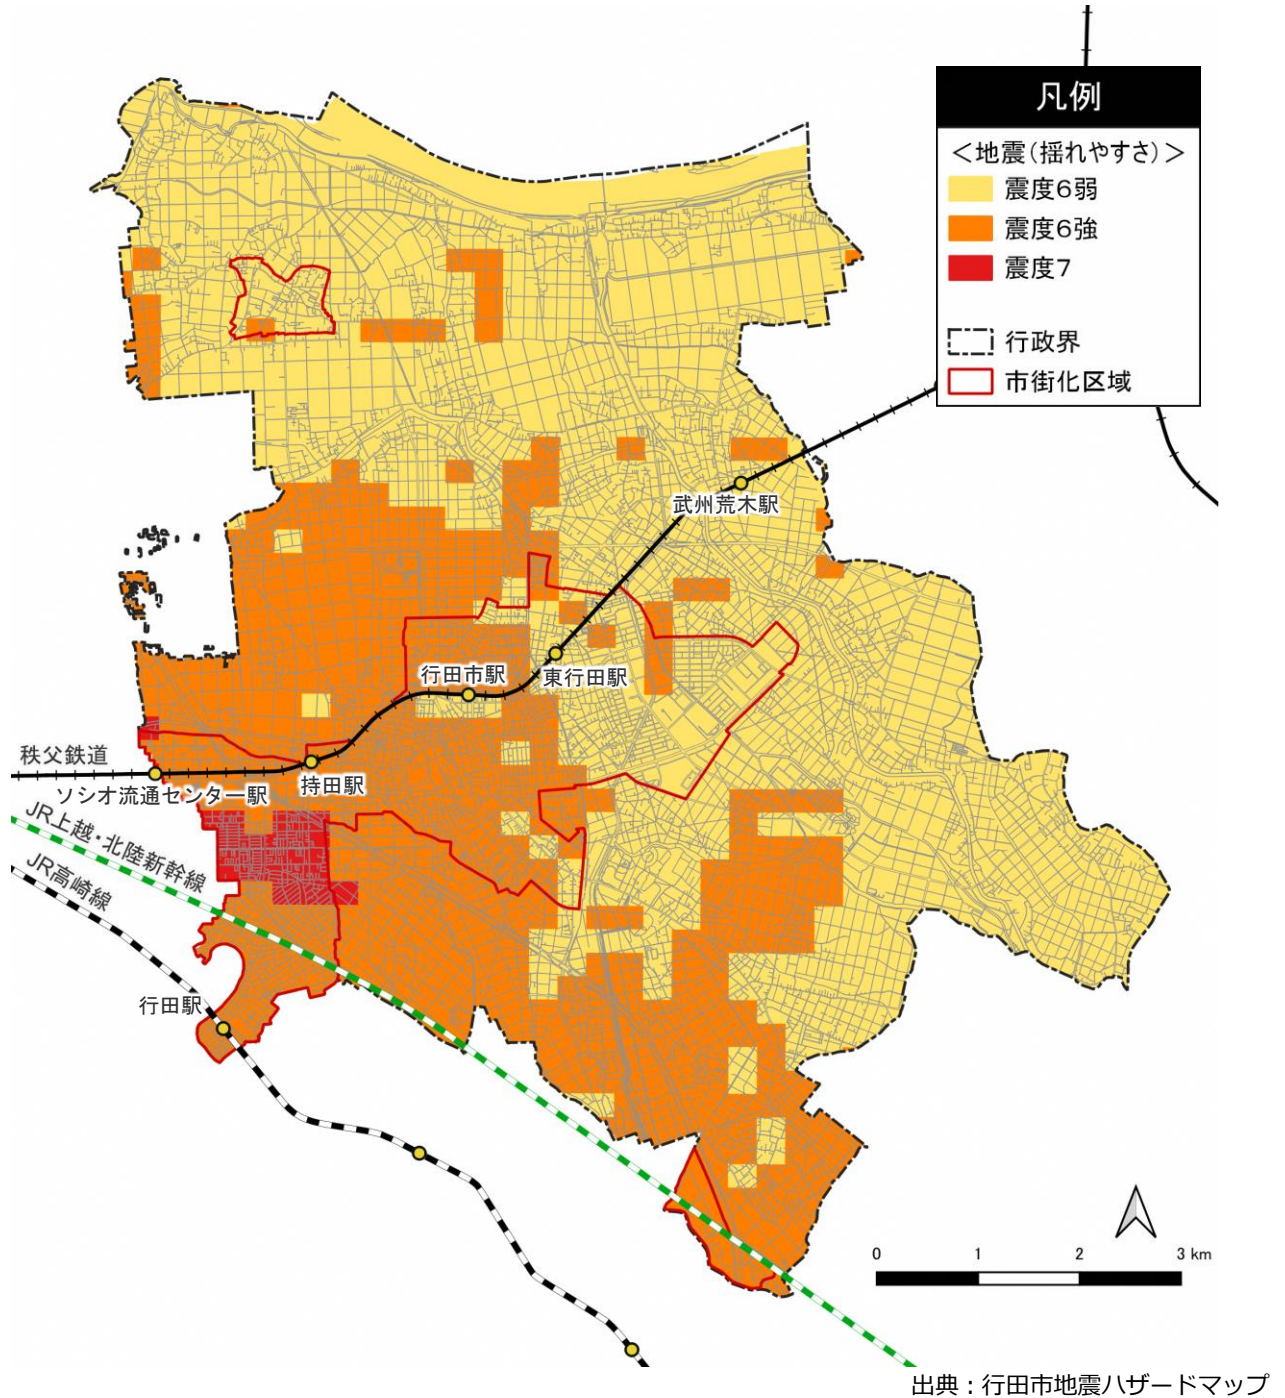 凡例
＜地震（揺れやすさ）＞
震度６弱
震度６強
震度７
行政界
市街化区域
武州荒木駅
行田市駅
東行田駅
秩父鉄道
ソシオ流通センター駅
持田駅
JR上越・北陸新幹線
JR高崎線
行田駅
0 1 2 3 km
出典：行田市地震ハザードマップ